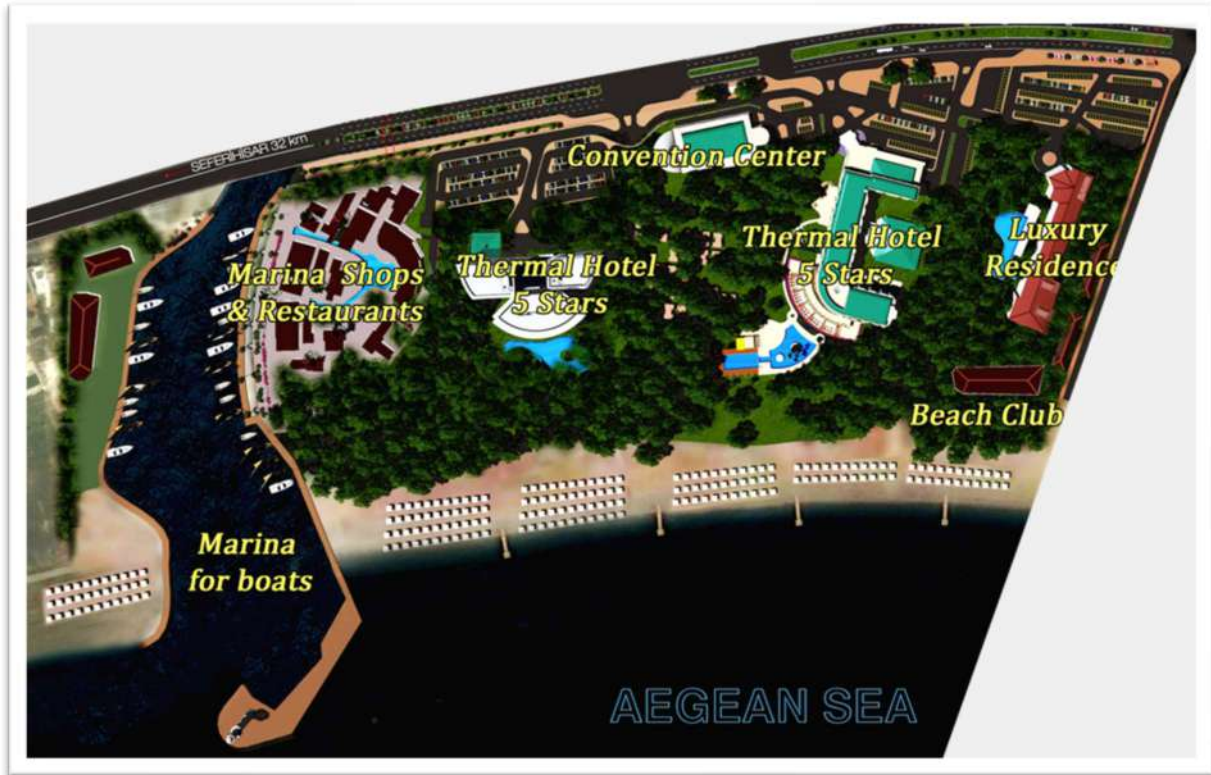 SEFERIHISAR 32 km
Convention Center
Thermal Hotel
5 Stars
Luxury
Residence
Marina Shops
& Restaurants
Thermal Hotel
5 Stars
Beach Club
Marina
for boats
AEGEAN SEA